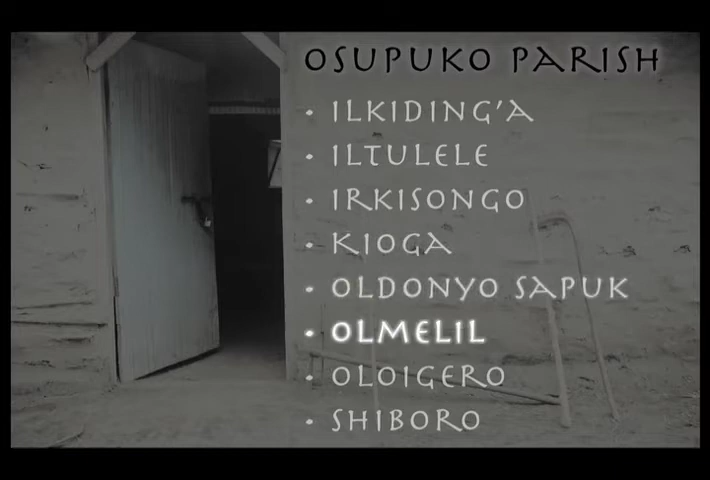 OSUPUKO PARISH
• ILKIDING'A
• ILTULELE
• IRKISONGO
• KIOGA
• OLDONYO SAPUK
• OLMELIL
• OLOIGERO
• SHIBORO